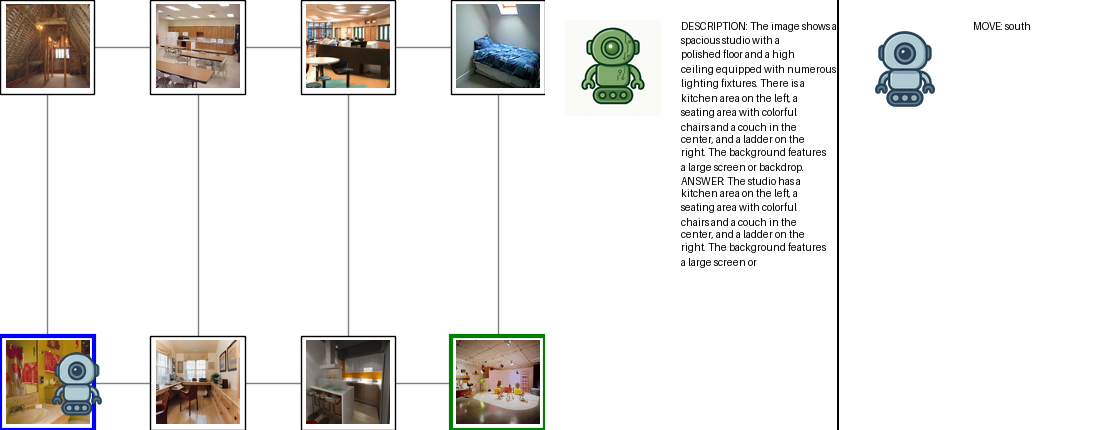 DESCRIPTION: The image shows a
spacious studio with a
polished floor and a high
ceiling equipped with numerous
lighting fixtures. There is a
kitchen area on the left, a
seating area with colorful
chairs and a couch in the
center, and a ladder on the
right. The background features
a large screen or backdrop.
ANSWER: The studio has a
kitchen area on the left, a
seating area with colorful
chairs and a couch in the
center, and a ladder on the
right. The background features
a large screen or
MOVE: south